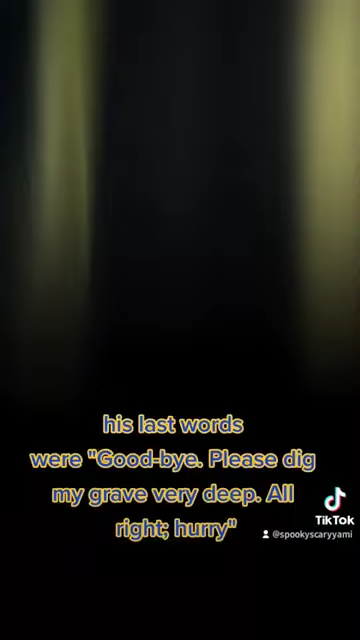 his last words
were "Good-bye. Please dig
my grave very deep. All
right; hurry"
TikTok
@spookyscaryyami